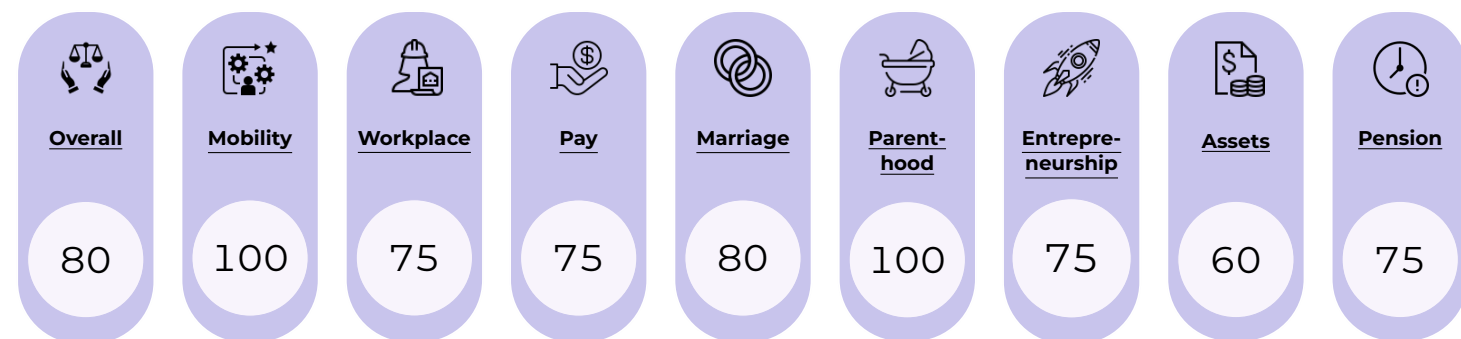 Overall
80
Mobility
100
Workplace
75
Pay
75
Marriage
80
Parent-
hood
100
Entrepre-
neurship
75
Assets
60
Pension
75